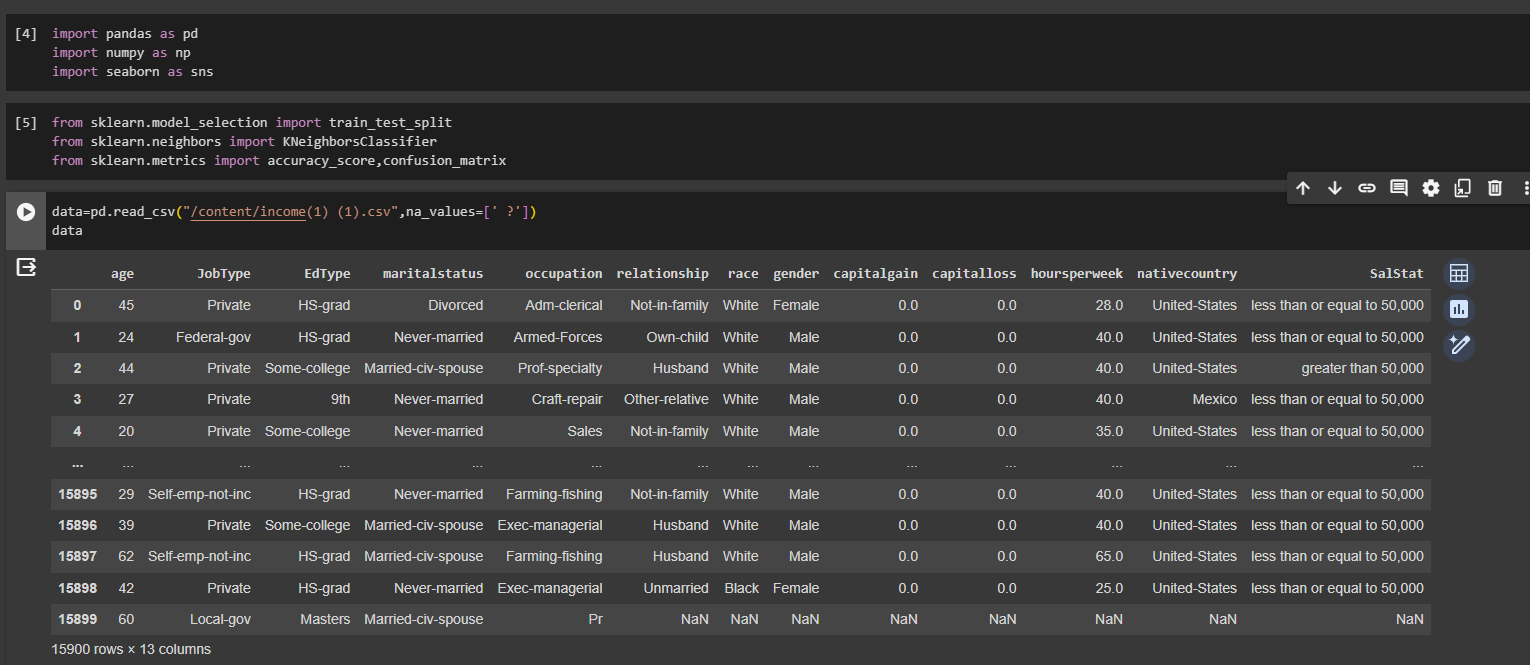 [4] import pandas as pd
import numpy as np
import seaborn as sns
[5] from sklearn.model_selection import train_test_split
from sklearn.neighbors import KNeighborsClassifier
from sklearn.metrics import accuracy_score,confusion_matrix
data=pd.read_csv("/content/income(1) (1).csv",na_values=[' ?'])
data
age JobType EdType maritalstatus occupation relationship race gender capitalgain capitalloss hoursperweek nativecountry SalStat
0 45 Private HS-grad Divorced Adm-clerical Not-in-family White Female 0.0 0.0 28.0 United-States less than or equal to 50,000
1 24 Federal-gov HS-grad Never-married Armed-Forces Own-child White Male 0.0 0.0 40.0 United-States less than or equal to 50,000
2 44 Private Some-college Married-civ-spouse Prof-specialty Husband White Male 0.0 0.0 40.0 United-States greater than 50,000
3 27 Private 9th Never-married Craft-repair Other-relative White Male 0.0 0.0 40.0 Mexico less than or equal to 50,000
4 20 Private Some-college Never-married Sales Not-in-family White Male 0.0 0.0 35.0 United-States less than or equal to 50,000
... ... ... ... ... ... ... ... ... ... ... ... ... ...
15895 29 Self-emp-not-inc HS-grad Never-married Farming-fishing Not-in-family White Male 0.0 0.0 40.0 United-States less than or equal to 50,000
15896 39 Private Some-college Married-civ-spouse Exec-managerial Husband White Male 0.0 0.0 40.0 United-States less than or equal to 50,000
15897 62 Self-emp-not-inc HS-grad Married-civ-spouse Farming-fishing Husband White Male 0.0 0.0 65.0 United-States less than or equal to 50,000
15898 42 Private HS-grad Never-married Exec-managerial Unmarried Black Female 0.0 0.0 25.0 United-States less than or equal to 50,000
15899 60 Local-gov Masters Married-civ-spouse Pr NaN NaN NaN NaN NaN NaN NaN NaN
15900 rows × 13 columns